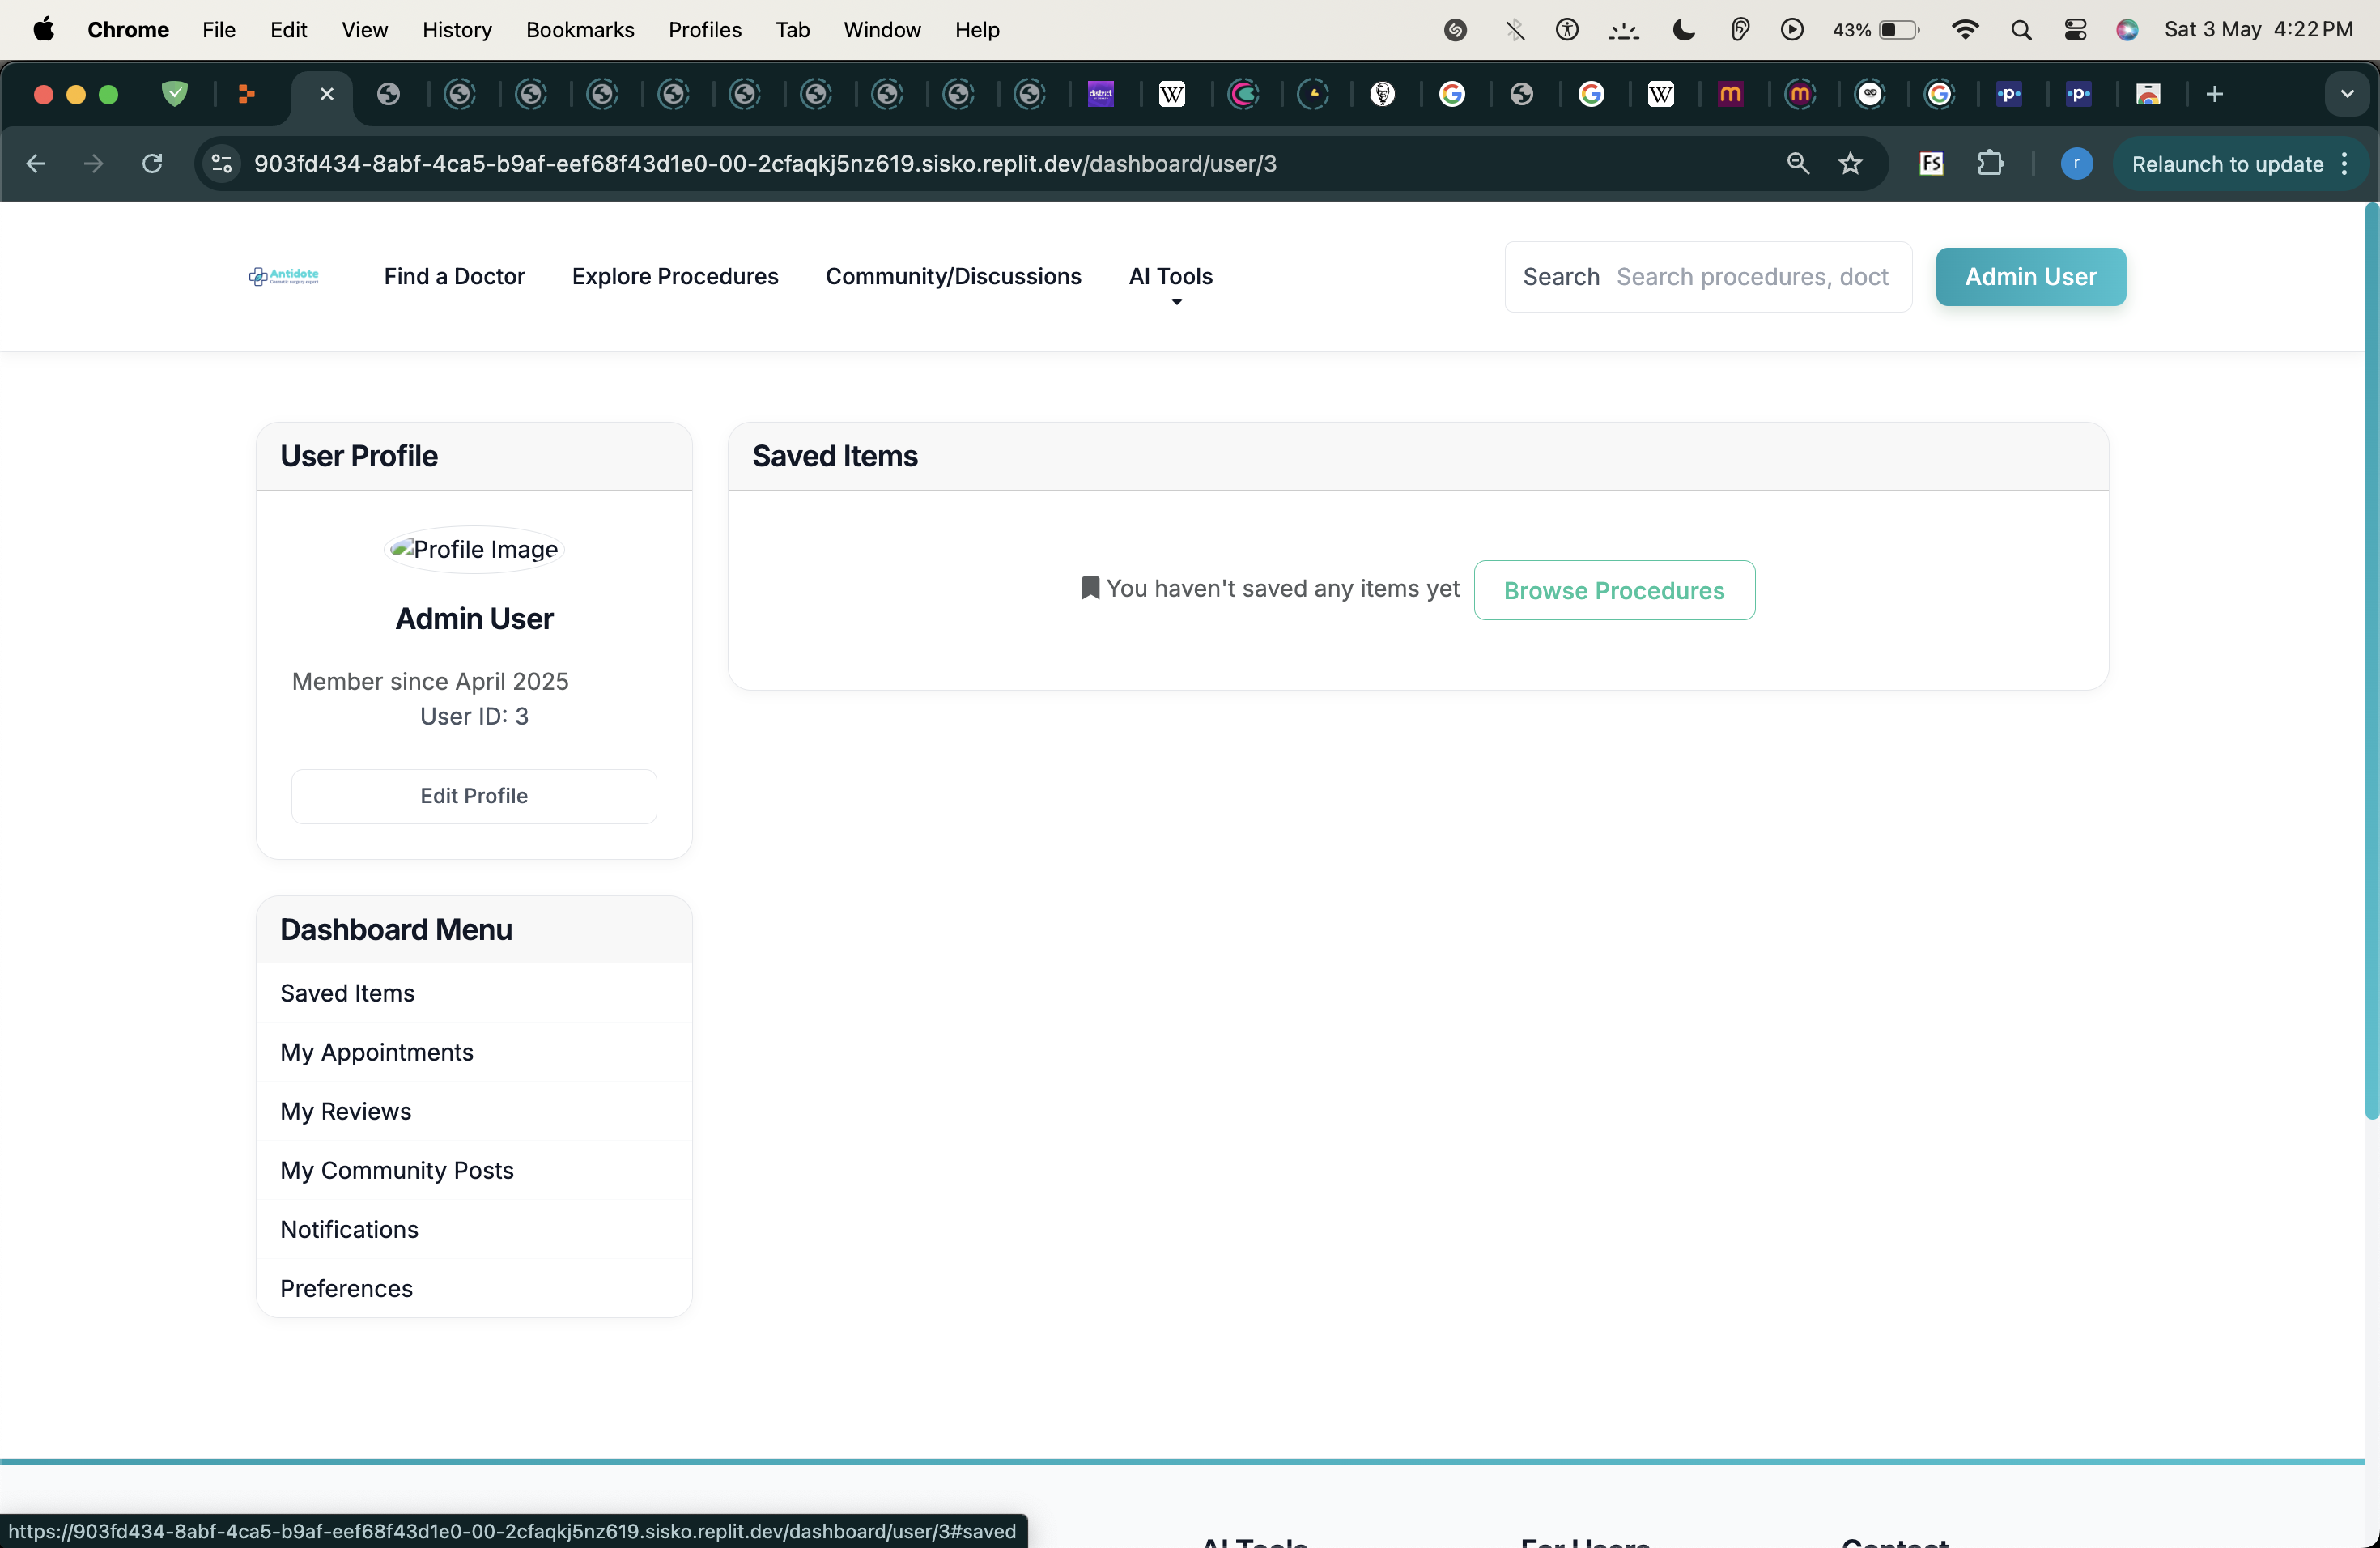 Chrome File Edit View History Bookmarks Profiles Tab Window Help 43% Sat 3 May 4:22 PM
903fd434-8abf-4ca5-b9af-eef68f43d1e0-00-2cfaqkj5nz619.sisko.replit.dev/dashboard/user/3 r Relaunch to update
Antidote Find a Doctor Explore Procedures Community/Discussions AI Tools Search Search procedures, doct Admin User
User Profile
Profile Image
Admin User
Member since April 2025
User ID: 3
Edit Profile
Saved Items
You haven't saved any items yet Browse Procedures
Dashboard Menu
Saved Items
My Appointments
My Reviews
My Community Posts
Notifications
Preferences
AI Tools For Users Contact
https://903fd434-8abf-4ca5-b9af-eef68f43d1e0-00-2cfaqkj5nz619.sisko.replit.dev/dashboard/user/3#saved